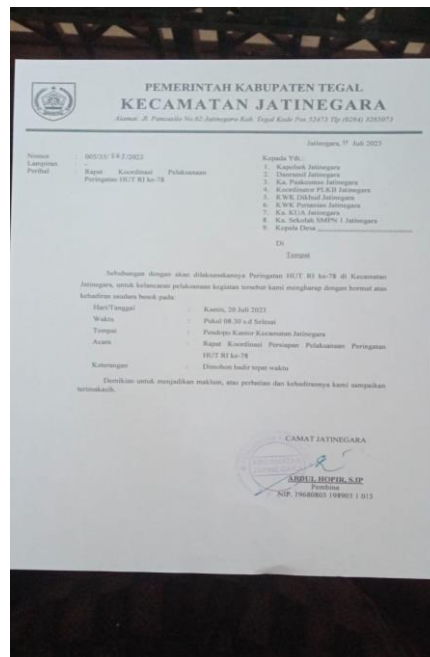 PEMERINTAH KABUPATEN TEGAL
KECAMATAN JATINEGARA
Alamat. Jl. Pancasila No.62 Jatinegara Kab. Tegal Kode Pos 52473 Tlp (0294)
Jatinegara, Juli 2023
Nomor : 005/35/ /2023
Lampiran : -
Perihal : Rapat Koordinasi Pelaksanaan
Peringatan HUT RI ke-78
Kepada Yth.:
1. Kapolsek Jatinegara
2. Danramil Jatinegara
3. Ka. Puskesmas Jatinegara
4. Koordinator PLKB Jatinegara
5. KWK Dikbud Jatinegara
6. KWK Pertanian Jatinegara
7. Ka. KUA Jatinegara
8. Ka. Sekolah SMPN 1 Jatinegara
9. Kepala Desa
Di
Tempat
Sehubungan dengan akan dilaksanakannya Peringatan HUT RI ke-78 di Kecamatan
Jatinegara, untuk kelancaran pelaksanaan kegiatan tersebut kami mengharap dengan hormat atas
kehadiran saudara besok pada:
Hari/Tanggal : Kamis, 20 Juli 2023
Waktu : Pukul 08.30 s.d Selesai
Tempat : Pendopo Kantor Kecamatan Jatinegara
Acara : Rapat Koordinasi Persiapan Pelaksanaan Peringatan
HUT RI ke-78
Keterangan : Dimohon hadir tepat waktu
Demikian untuk menjadikan maklum, atas perhatian dan kehadirannya kami sampaikan
terimakasih.
CAMAT JATINEGARA
KECAMATAN
JATINEGARA
ABDUL HOPIR, S.IP
Pembina
NIP. 19680803 198903 1 013